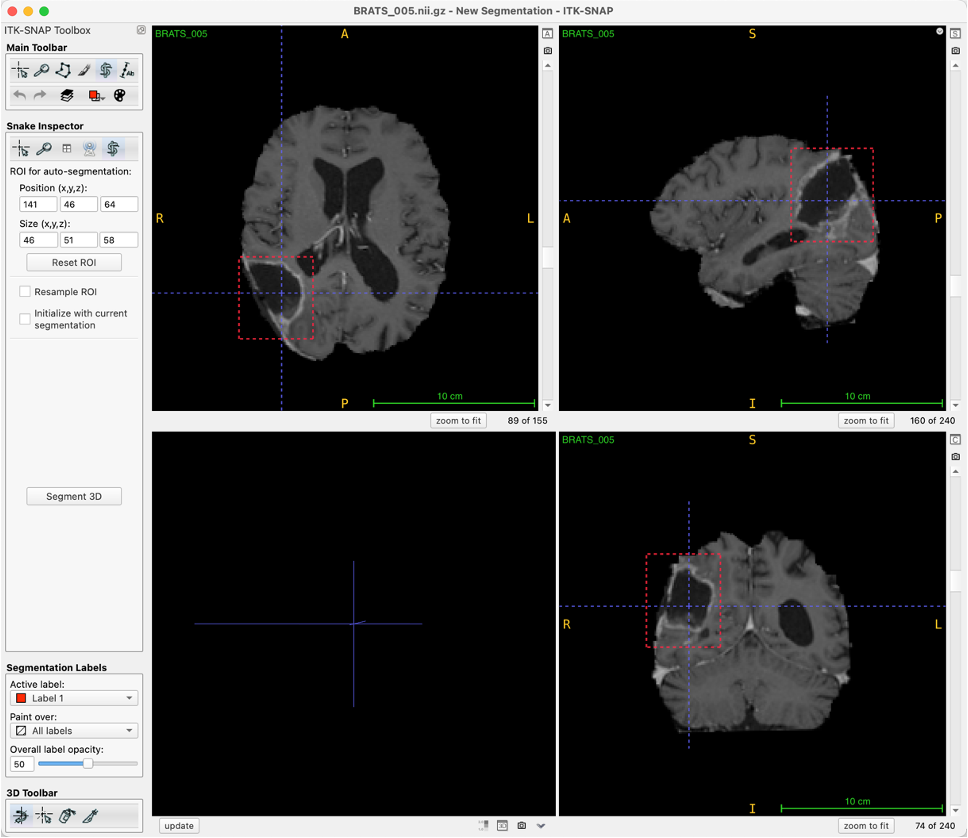 BRATS_005.nii.gz - New Segmentation - ITK-SNAP
ITK-SNAP Toolbox
Main Toolbar
Ab
Snake Inspector
ROI for auto-segmentation:
Position (x,y,z):
141 46 64
Size (x,y,z):
46 51 58
Reset ROI
Resample ROI
Initialize with current
segmentation
Segment 3D
Segmentation Labels
Active label:
Label 1
Paint over:
All labels
Overall label opacity:
50
3D Toolbar
BRATS_005
A
R
L
P
10 cm
A
zoom to fit
89 of 155
BRATS_005
S
A
P
I
10 cm
S
zoom to fit
160 of 240
update
3D
BRATS_005
S
R
L
I
10 cm
C
zoom to fit
74 of 240